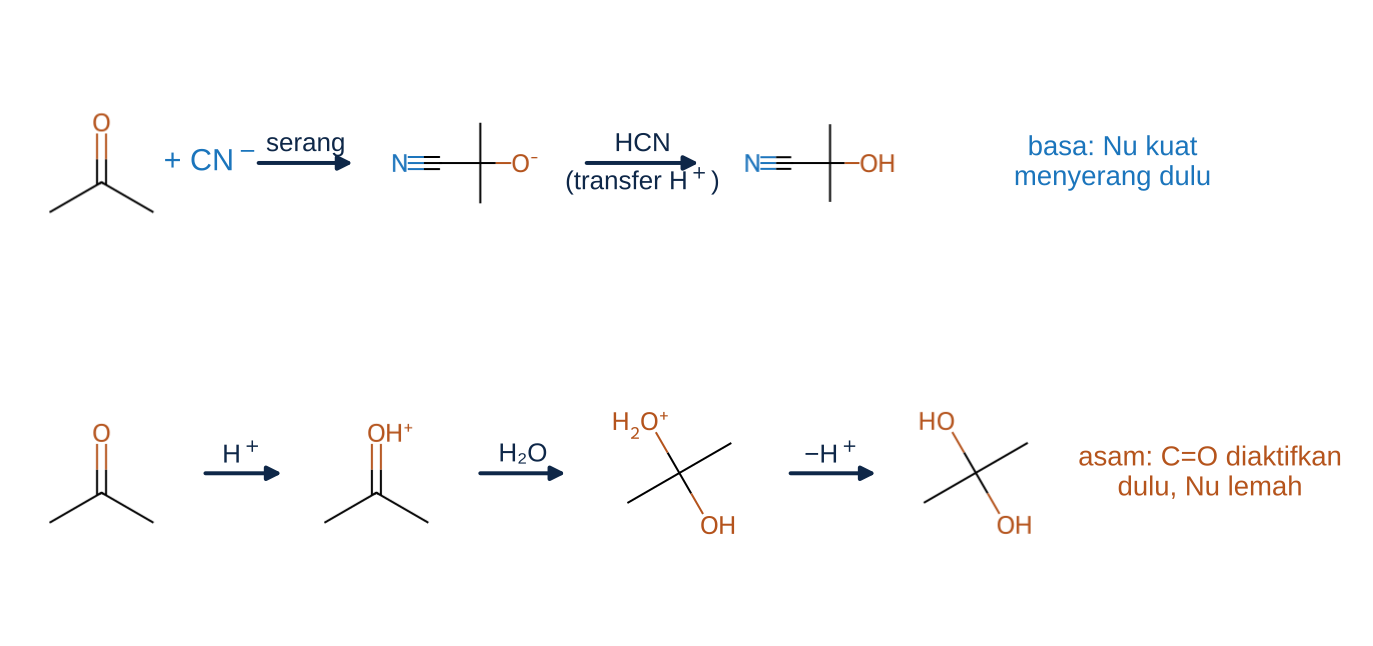 O
+ CN⁻
serang
N
O⁻
HCN
(transfer H⁺)
N
OH
basa: Nu kuat
menyerang dulu
O
H⁺
OH⁺
H₂O
H₂O⁺
OH
−H⁺
HO
OH
asam: C=O diaktifkan
dulu, Nu lemah